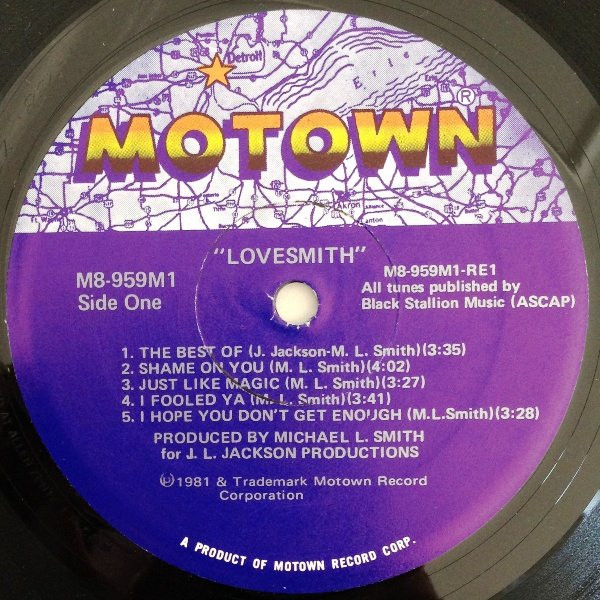 Detroit
Erie
MOTOWN®
Akron
Canton
"LOVESMITH"
M8-959M1
Side One
M8-959M1-RE1
All tunes published by
Black Stallion Music (ASCAP)
1. THE BEST OF (J. Jackson-M. L. Smith)(3:35)
2. SHAME ON YOU (M. L. Smith)(4:02)
3. JUST LIKE MAGIC (M. L. Smith)(3:27)
4. I FOOLED YA (M. L. Smith)(3:41)
5. I HOPE YOU DON'T GET ENOUGH (M.L.Smith)(3:28)
PRODUCED BY MICHAEL L. SMITH
for J. L. JACKSON PRODUCTIONS
℗1981 & Trademark Motown Record
Corporation
A PRODUCT OF MOTOWN RECORD CORP.